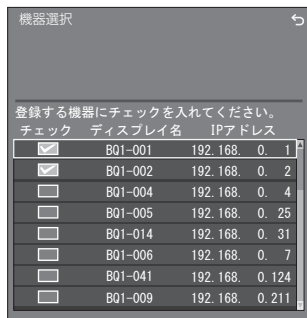 機器選択
登録する機器にチェックを入れてください。
チェック ディスプレイ名 IPアドレス
BQ1-001 192.168. 0. 1
BQ1-002 192.168. 0. 2
BQ1-004 192.168. 0. 4
BQ1-005 192.168. 0. 25
BQ1-014 192.168. 0. 31
BQ1-006 192.168. 0. 7
BQ1-041 192.168. 0.124
BQ1-009 192.168. 0.211